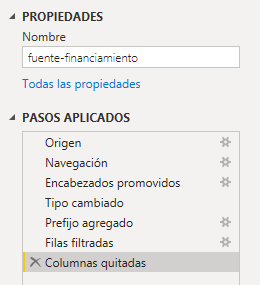 PROPIEDADES
Nombre
fuente-financiamiento
Todas las propiedades
PASOS APLICADOS
Origen
Navegación
Encabezados promovidos
Tipo cambiado
Prefijo agregado
Filas filtradas
Columnas quitadas